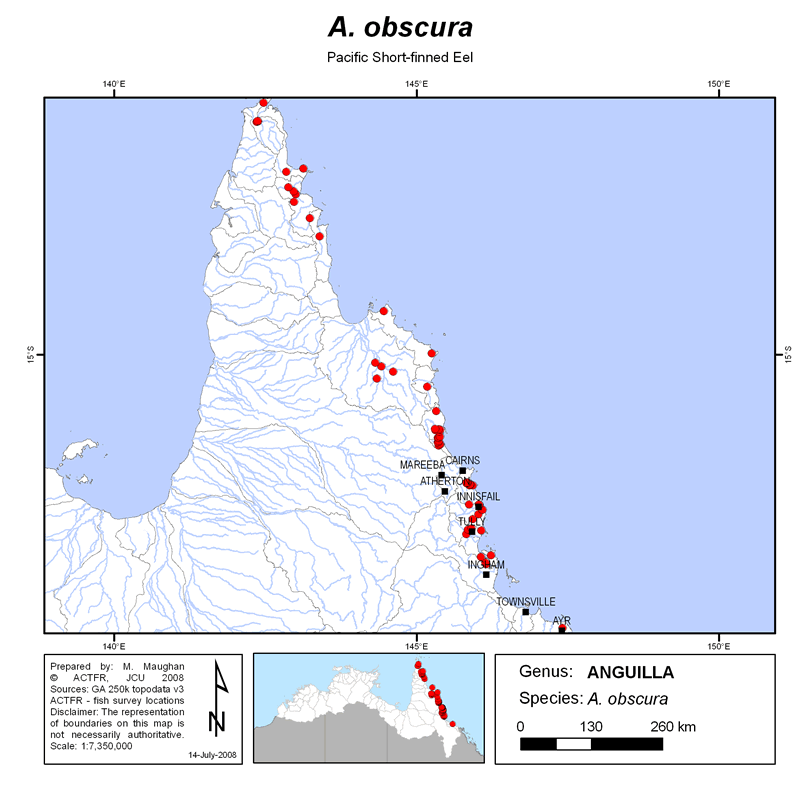 A. obscura
Pacific Short-finned Eel
140°E 145°E 150°E
15°S 15°S
MAREEBA CAIRNS
ATHERTON
INNISFAIL
TULLY
INGHAM
TOWNSVILLE
AYR
140°E 145°E 150°E
Prepared by: M. Maughan
© ACTFR, JCU 2008
Sources: GA 250k topodata v3
ACTFR - fish survey locations
Disclaimer: The representation
of boundaries on this map is
not necessarily authoritative.
Scale: 1:7,350,000
N
14-July-2008
Genus: ANGUILLA
Species: A. obscura
0 130 260 km